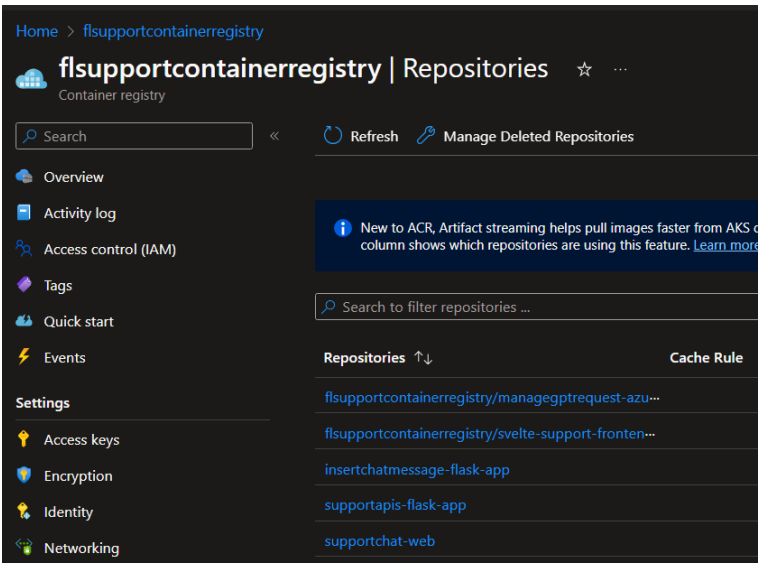 Home > flsupportcontainerregistry
flsupportcontainerregistry | Repositories
Container registry
Search
Refresh
Manage Deleted Repositories
Overview
Activity log
Access control (IAM)
Tags
Quick start
Events
Settings
Access keys
Encryption
Identity
Networking
New to ACR, Artifact streaming helps pull images faster from AKS
column shows which repositories are using this feature. Learn more
Search to filter repositories ...
Repositories
Cache Rule
flsupportcontainerregistry/managegptrequest-azu...
flsupportcontainerregistry/svelte-support-fronten...
insertchatmessage-flask-app
supportapis-flask-app
supportchat-web